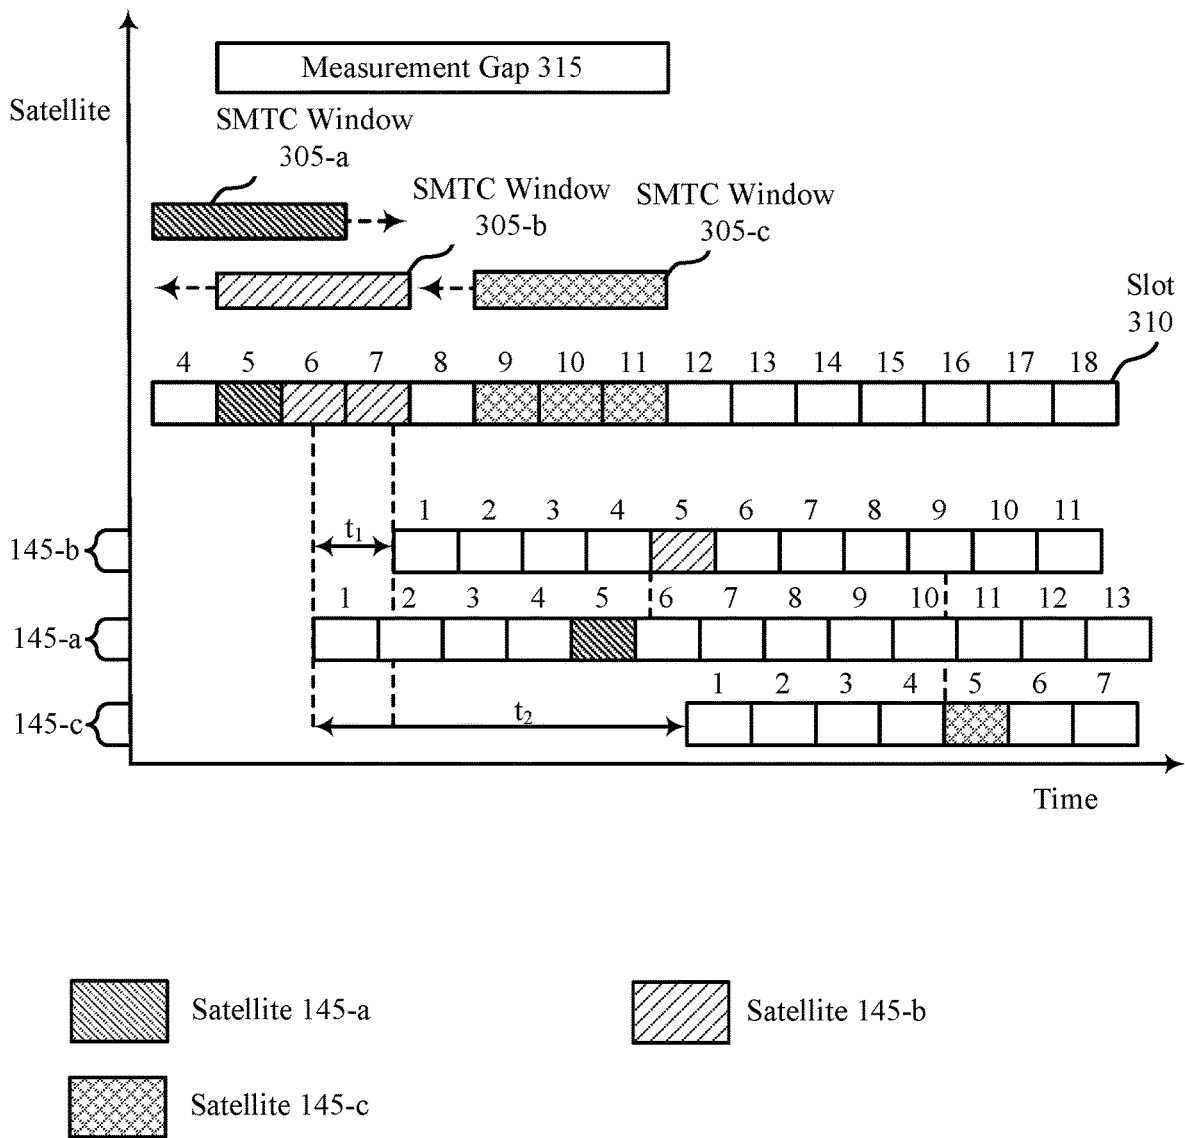 Measurement Gap 315
Satellite
SMTC Window
305-a
SMTC Window
305-b
SMTC Window
305-c
Slot
310
4 5 6 7 8 9 10 11 12 13 14 15 16 17 18
1 2 3 4 5 6 7 8 9 10 11
145-b
t1
1 2 3 4 5 6 7 8 9 10 11 12 13
145-a
1 2 3 4 5 6 7
145-c
t2
Time
Satellite 145-a
Satellite 145-b
Satellite 145-c